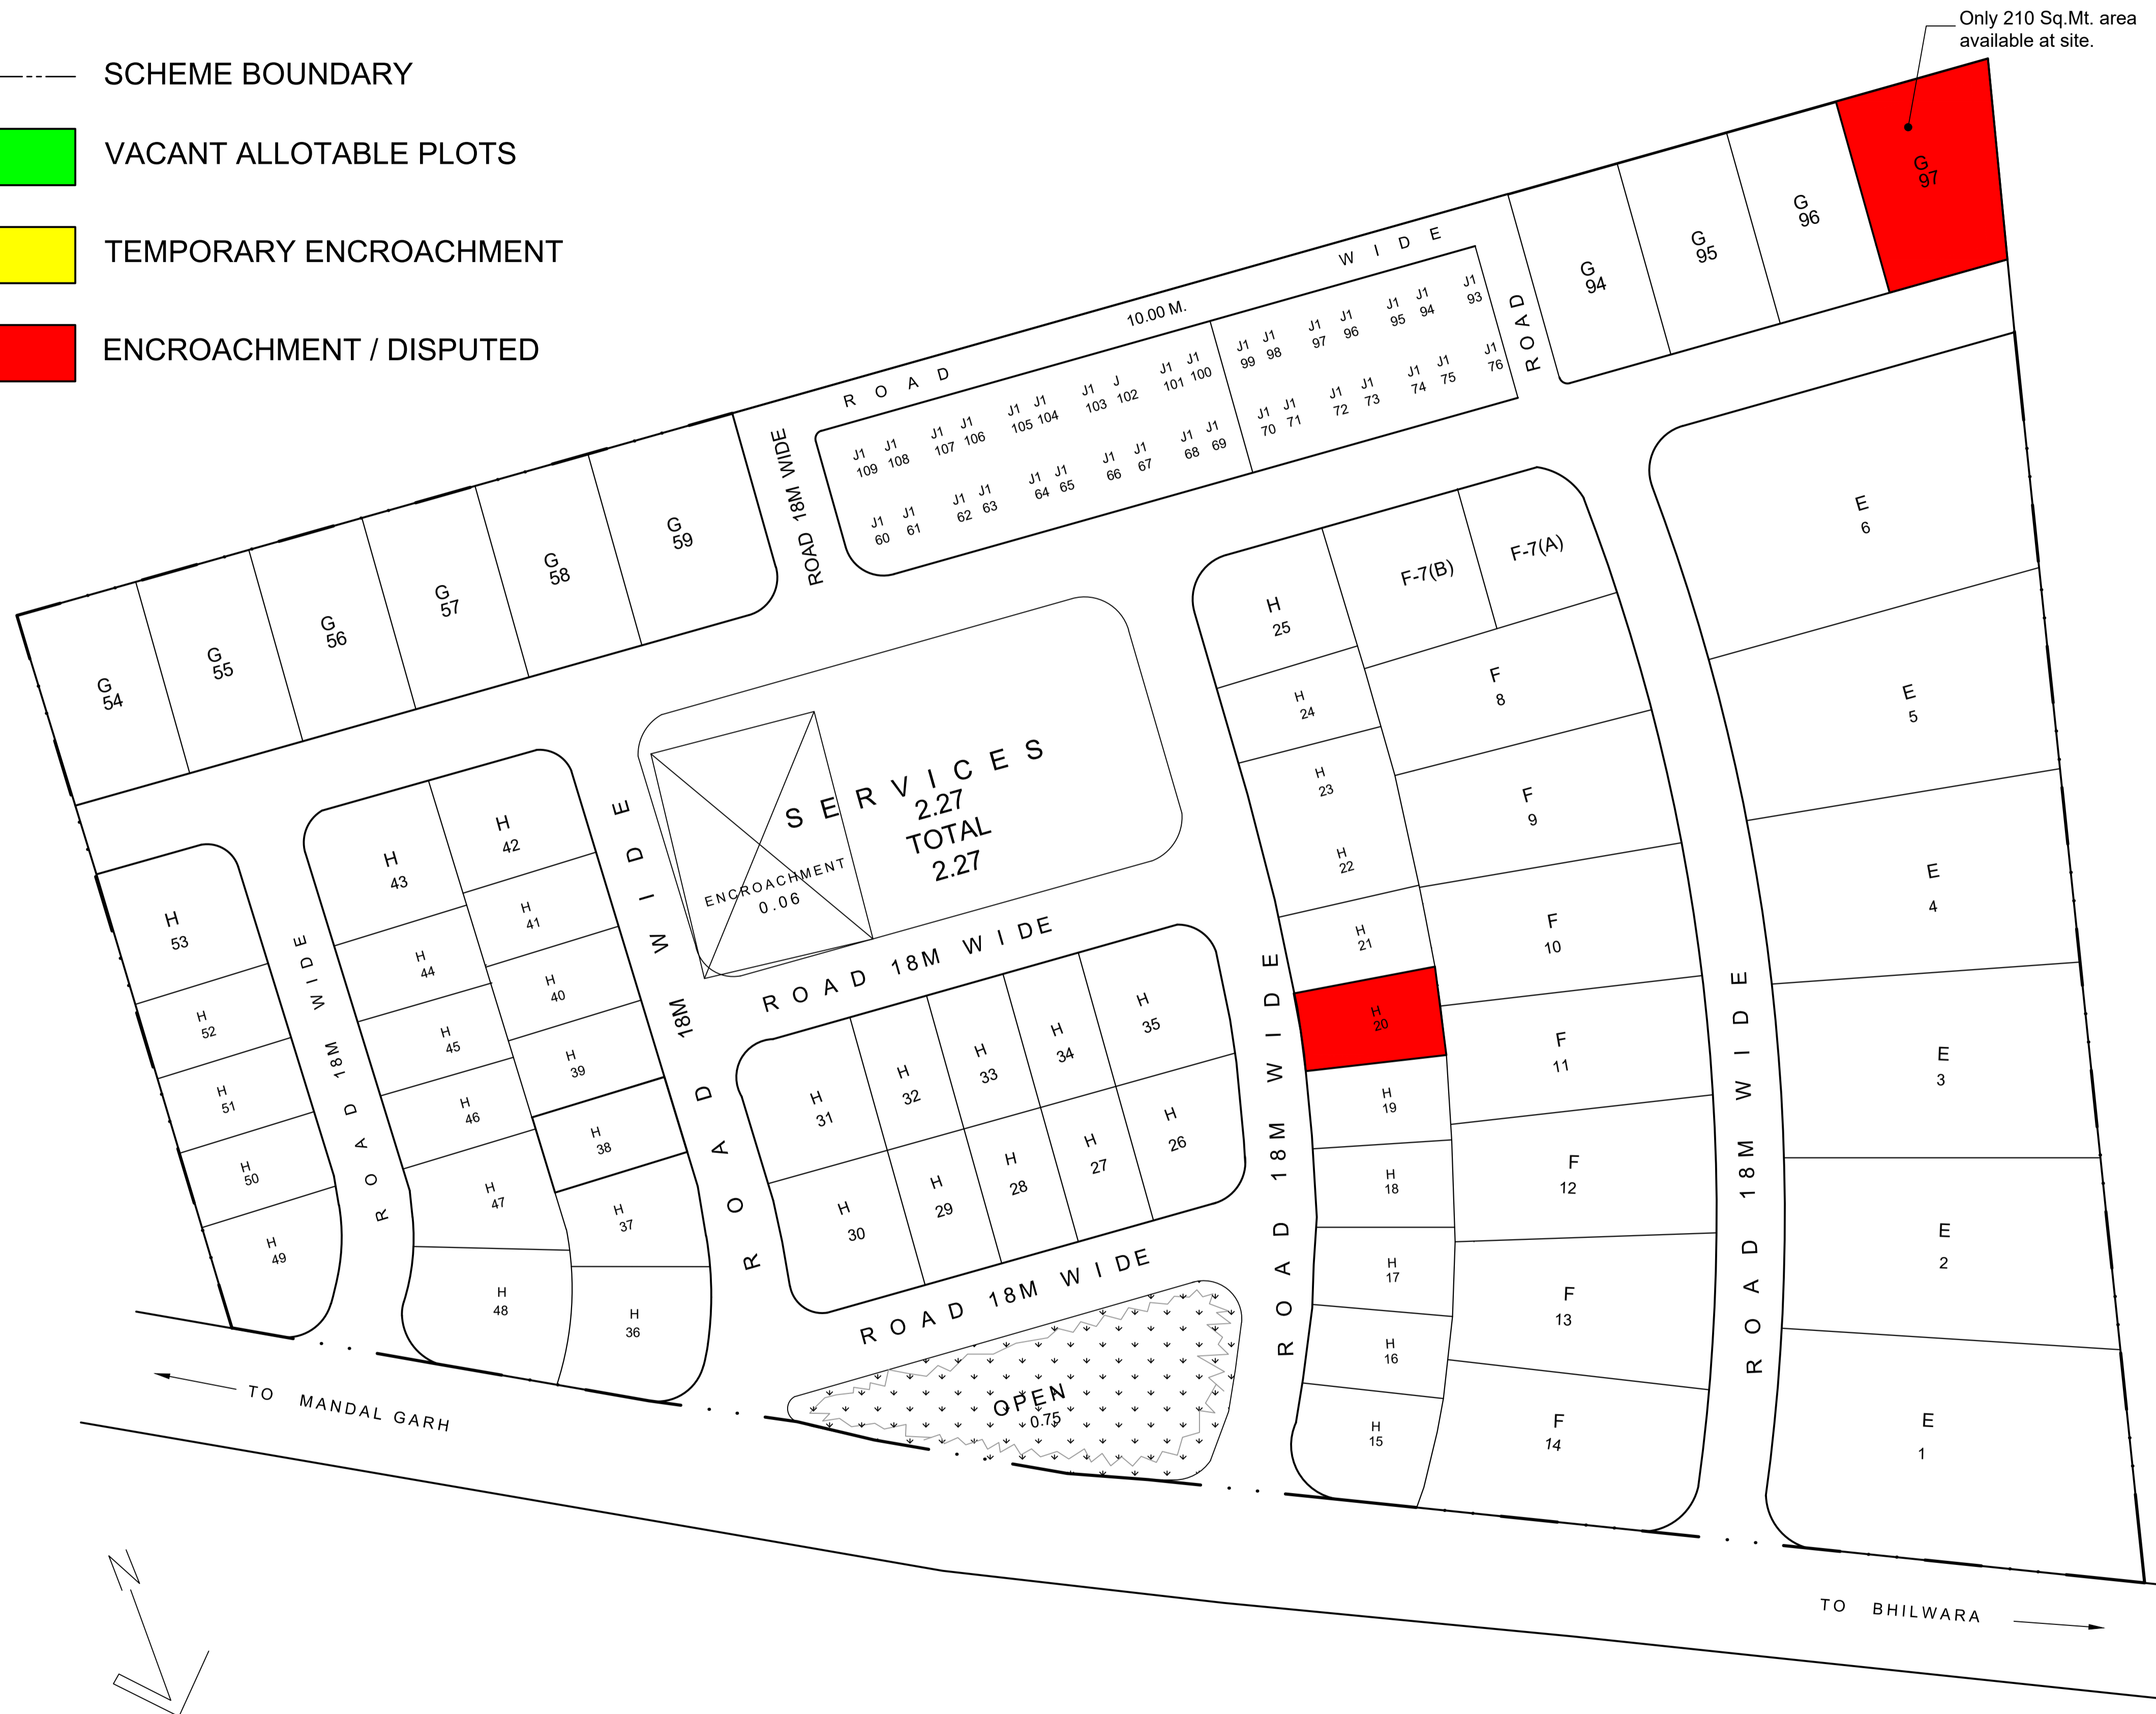 Only 210 Sq.Mt. area
available at site.
SCHEME BOUNDARY
VACANT ALLOTABLE PLOTS
TEMPORARY ENCROACHMENT
ENCROACHMENT / DISPUTED
G
97
G
96
G
95
G
94
ROAD 10.00 M. WIDE
ROAD
J1
109
J1
108
J1
107
J1
106
J1
105
J1
104
J1
103
J
102
J1
101
J1
100
J1
99
J1
98
J1
97
J1
96
J1
95
J1
94
J1
93
J1
60
J1
61
J1
62
J1
63
J1
64
J1
65
J1
66
J1
67
J1
68
J1
69
J1
70
J1
71
J1
72
J1
73
J1
74
J1
75
J1
76
ROAD 18M WIDE
G
54
G
55
G
56
G
57
G
58
G
59
SERVICES
2.27
TOTAL
2.27
ENCROACHMENT
0.06
H
53
H
52
H
51
H
50
H
49
ROAD 18M WIDE
H
43
H
44
H
45
H
46
H
47
H
48
H
42
H
41
H
40
H
39
H
38
H
37
H
36
ROAD 18M WIDE
ROAD 18M WIDE
H
31
H
32
H
33
H
34
H
35
H
30
H
29
H
28
H
27
H
26
ROAD 18M WIDE
OPEN
0.75
ROAD 18M WIDE
H
25
H
24
H
23
H
22
H
21
H
20
H
19
H
18
H
17
H
16
H
15
F-7(B)
F-7(A)
F
8
F
9
F
10
F
11
F
12
F
13
F
14
ROAD 18M WIDE
E
6
E
5
E
4
E
3
E
2
E
1
TO MANDAL GARH
TO BHILWARA
N